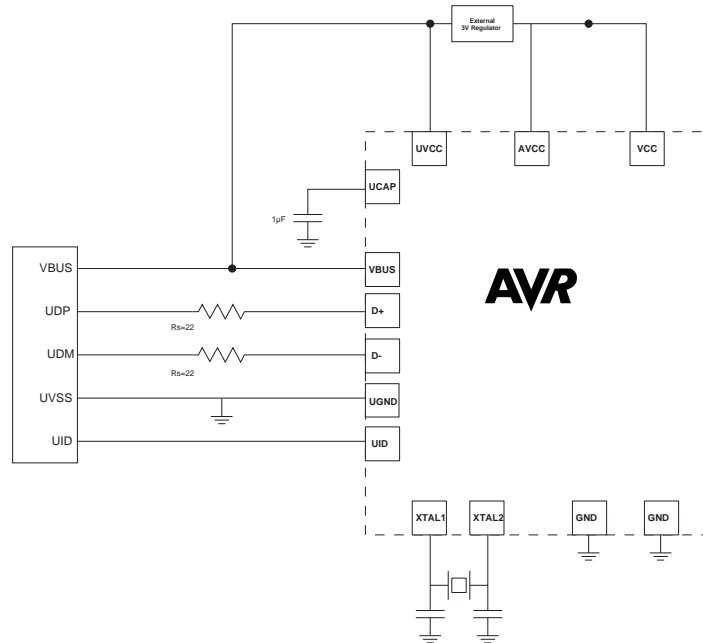 External
3V Regulator
UVCC
AVCC
VCC
UCAP
1µF
VBUS
VBUS
UDP
D+
Rs=22
UDM
D-
Rs=22
UVSS
UGND
UID
UID
AVR
XTAL1
XTAL2
GND
GND